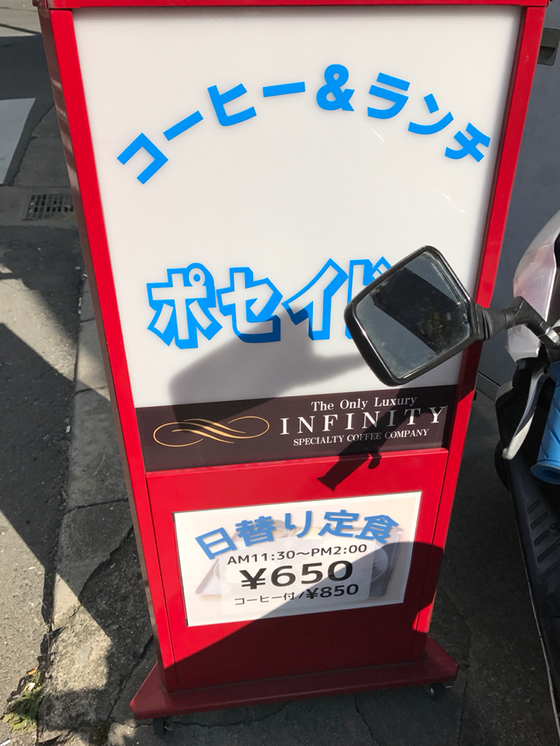 コーヒー&ランチ
ポセイド
The Only Luxury
INFINITY
SPECIALTY COFFEE COMPANY
日替り定食
AM11:30～PM2:00
¥650
コーヒー付/¥850